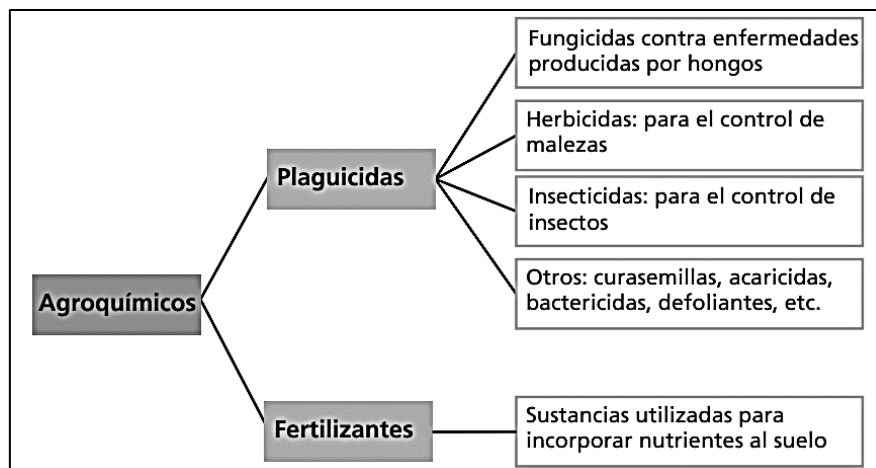 Fungicidas contra enfermedades
producidas por hongos
Herbicidas: para el control de
malezas
Plaguicidas
Insecticidas: para el control de
insectos
Otros: curasemillas, acaricidas,
bactericidas, defoliantes, etc.
Agroquímicos
Fertilizantes
Sustancias utilizadas para
incorporar nutrientes al suelo